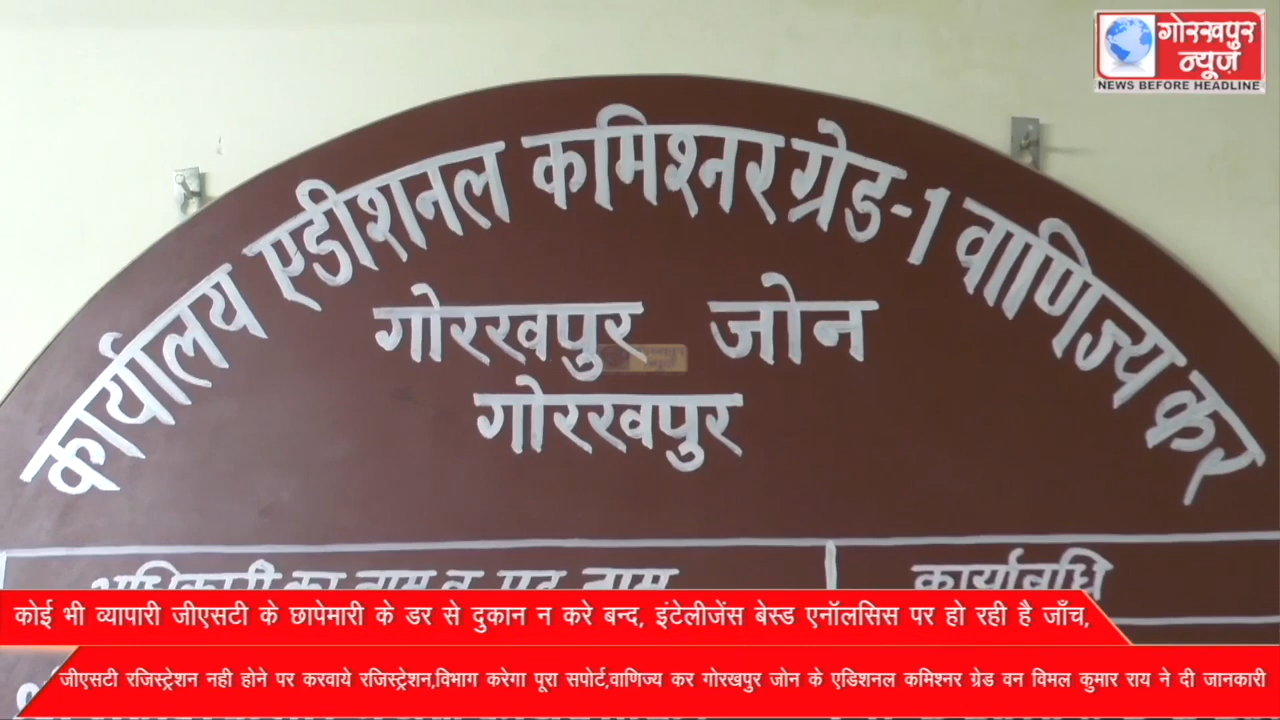 गोरखपुर
न्यूज़
NEWS BEFORE HEADLINE
कार्यालय एडीशनल कमिश्नर ग्रेड-1 वाणिज्य कर
गोरखपुर जोन
गोरखपुर
अधिकारी का नाम व पद नाम कार्यावधि
कोई भी व्यापारी जीएसटी के छापेमारी के डर से दुकान न करे बन्द, इंटेलीजेंस बेस्ड एनॉलसिस पर हो रही है जाँच,
जीएसटी रजिस्ट्रेशन नही होने पर करवाये रजिस्ट्रेशन,विभाग करेगा पूरा सपोर्ट,वाणिज्य कर गोरखपुर जोन के एडिशनल कमिश्नर ग्रेड वन विमल कुमार राय ने दी जानकारी